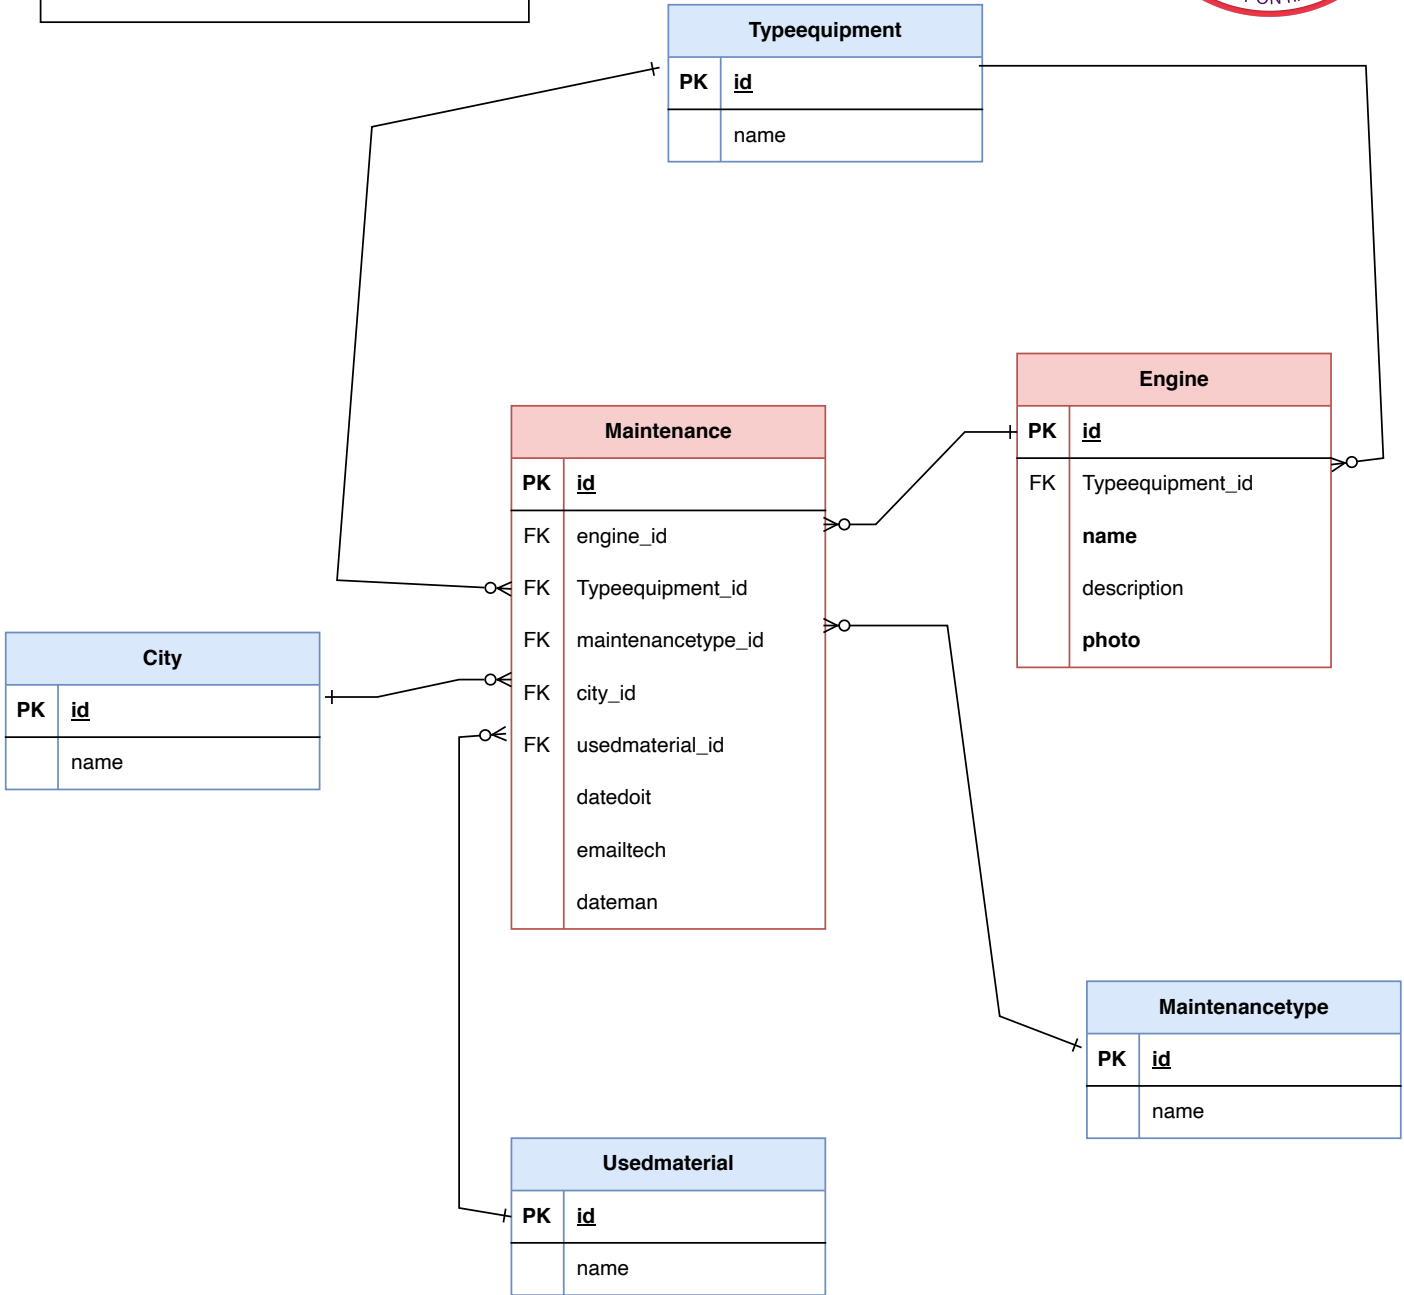 Typeequipment
PK id
name
Engine
PK id
FK Typeequipment_id
name
description
photo
Maintenance
PK id
FK engine_id
FK Typeequipment_id
FK maintenancetype_id
FK city_id
FK usedmaterial_id
datedoit
emailtech
dateman
City
PK id
name
Maintenancetype
PK id
name
Usedmaterial
PK id
name